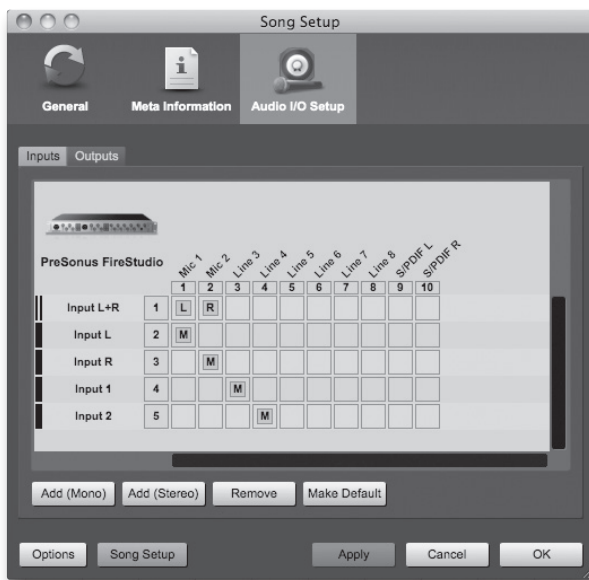 Song Setup
General Meta Information Audio I/O Setup
Inputs Outputs
PreSonus FireStudio Mic 1 Mic 2 Line 3 Line 4 Line 5 Line 6 Line 7 Line 8 S/PDIF L S/PDIF R
1 2 3 4 5 6 7 8 9 10
Input L+R 1 L R
Input L 2 M
Input R 3 M
Input 1 4 M
Input 2 5 M
Add (Mono) Add (Stereo) Remove Make Default
Options Song Setup Apply Cancel OK